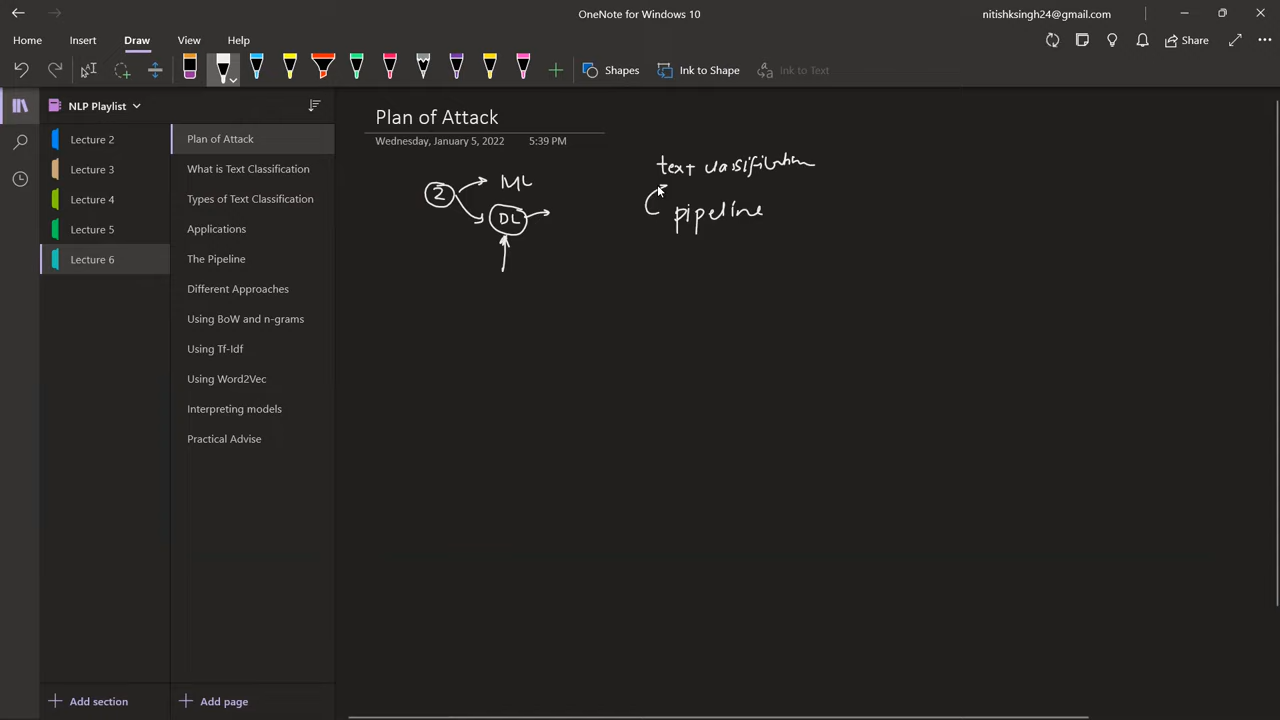 OneNote for Windows 10
nitishksingh24@gmail.com
Home
Insert
Draw
View
Help
Shapes
Ink to Shape
Ink to Text
Share
NLP Playlist
Lecture 2
Lecture 3
Lecture 4
Lecture 5
Lecture 6
Add section
Plan of Attack
What is Text Classification
Types of Text Classification
Applications
The Pipeline
Different Approaches
Using BoW and n-grams
Using Tf-Idf
Using Word2Vec
Interpreting models
Practical Advise
Add page
Plan of Attack
Wednesday, January 5, 2022 5:39 PM
2
ML
DL
text classification
pipeline